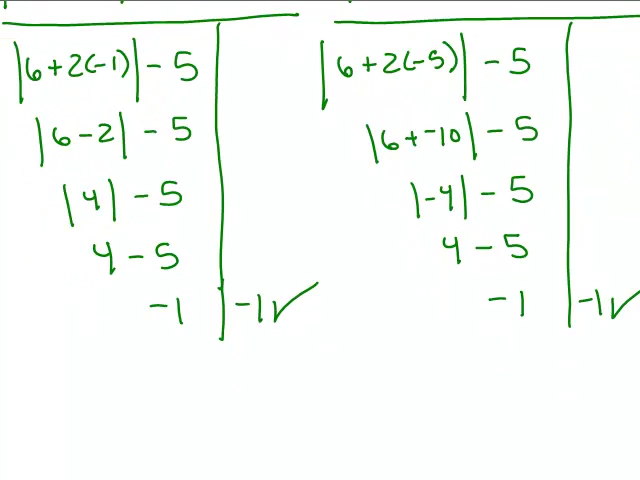 |6+2(-1)| - 5
|6-2| - 5
|4| - 5
4 - 5
-1 | -1 ✓
|6+2(-5)| - 5
|6+-10| - 5
|-4| - 5
4 - 5
-1 | -1 ✓